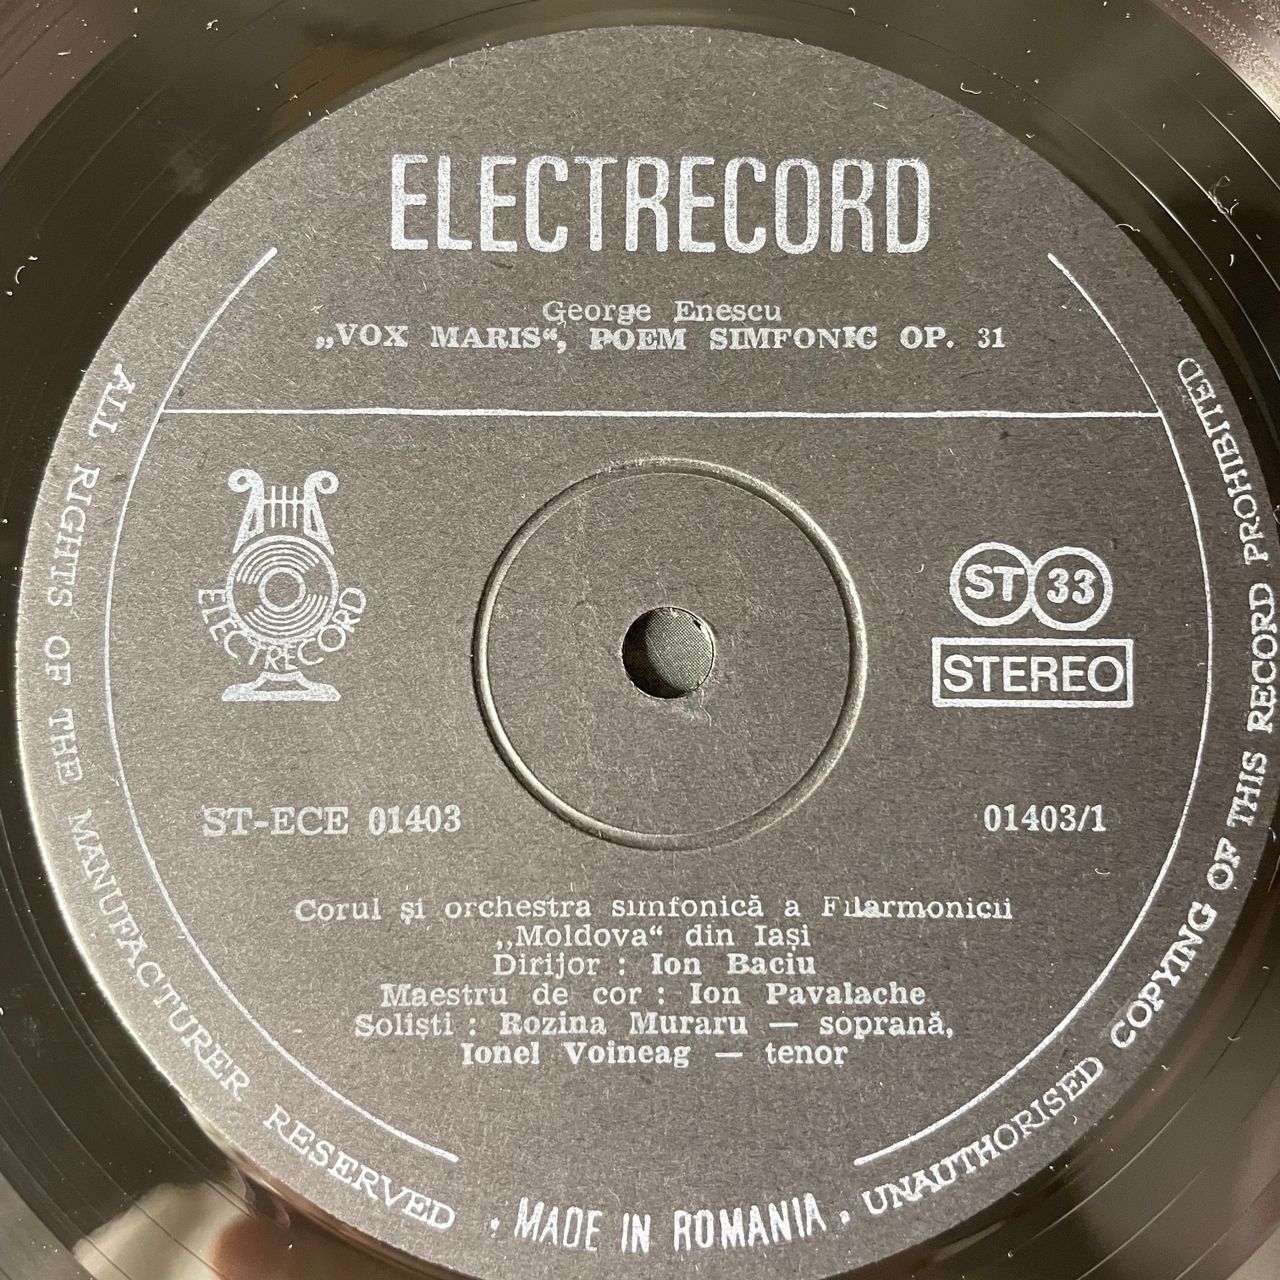 ELECTRECORD
George Enescu
„VOX MARIS“, POEM SIMFONIC OP. 31
ELECTRECORD
ST 33
STEREO
ST-ECE 01403
01403/1
Corul și orchestra simfonică a Filarmonicii
„Moldova“ din Iași
Dirijor : Ion Baciu
Maestru de cor : Ion Pavalache
Soliști : Rozina Muraru — soprană,
Ionel Voineag — tenor
ALL RIGHTS OF THE MANUFACTURER RESERVED
· MADE IN ROMANIA ·
UNAUTHORISED COPYING OF THIS RECORD PROHIBITED